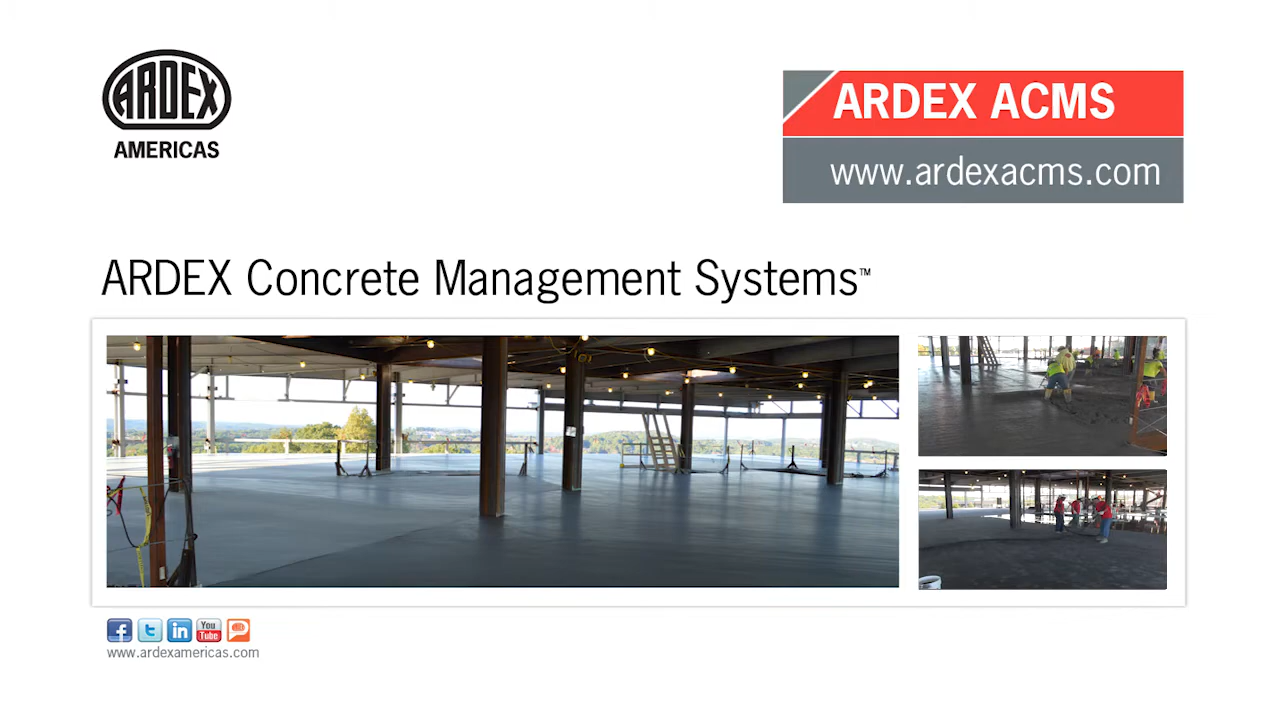 ARDEX
AMERICAS
ARDEX ACMS
www.ardexacms.com
ARDEX Concrete Management Systems™
You
Tube
www.ardexamericas.com